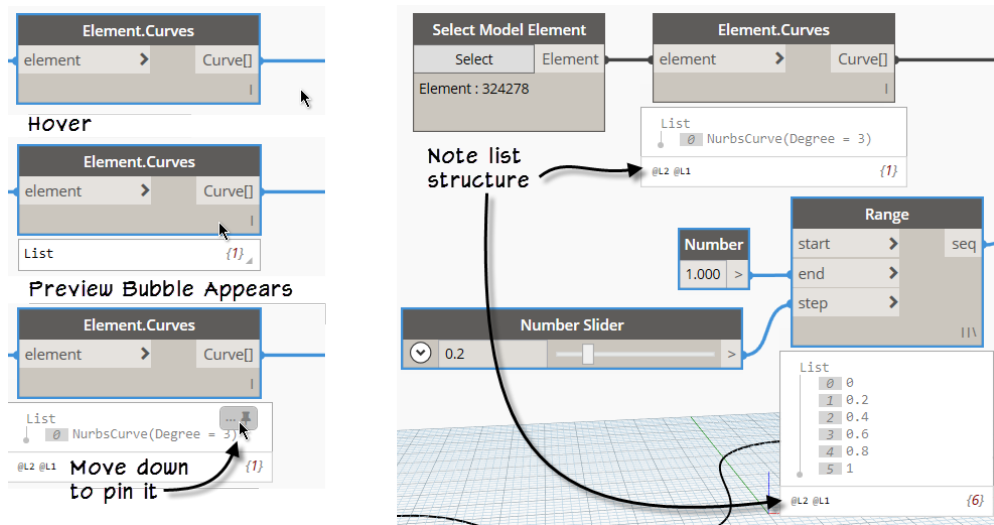 Element.Curves
element > Curve[]
|
Hover
Element.Curves
element > Curve[]
|
List {1}
Preview Bubble Appears
Element.Curves
element > Curve[]
|
List ...
0 NurbsCurve(Degree = 3)
@L2 @L1 {1}
Move down
to pin it
Select Model Element
Select Element
Element : 324278
Element.Curves
element > Curve[]
|
List
0 NurbsCurve(Degree = 3)
@L2 @L1 {1}
Note list
structure
Number
1.000 >
Range
start > seq
end >
step >
||\
Number Slider
0.2 >
List
0 0
1 0.2
2 0.4
3 0.6
4 0.8
5 1
@L2 @L1 {6}